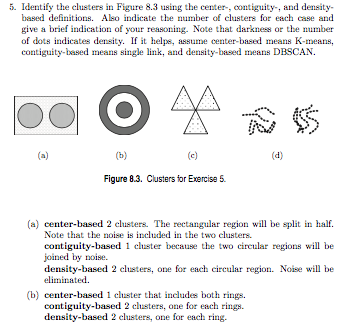 5. Identify the clusters in Figure 8.3 using the center-, contiguity-, and density-
based definitions. Also indicate the number of clusters for each case and
give a brief indication of your reasoning. Note that darkness or the number
of dots indicates density. If it helps, assume center-based means K-means,
contiguity-based means single link, and density-based means DBSCAN.
(a) (b) (c) (d)
Figure 8.3. Clusters for Exercise 5.
(a) center-based 2 clusters. The rectangular region will be split in half.
Note that the noise is included in the two clusters.
contiguity-based 1 cluster because the two circular regions will be
joined by noise.
density-based 2 clusters, one for each circular region. Noise will be
eliminated.
(b) center-based 1 cluster that includes both rings.
contiguity-based 2 clusters, one for each rings.
density-based 2 clusters, one for each ring.